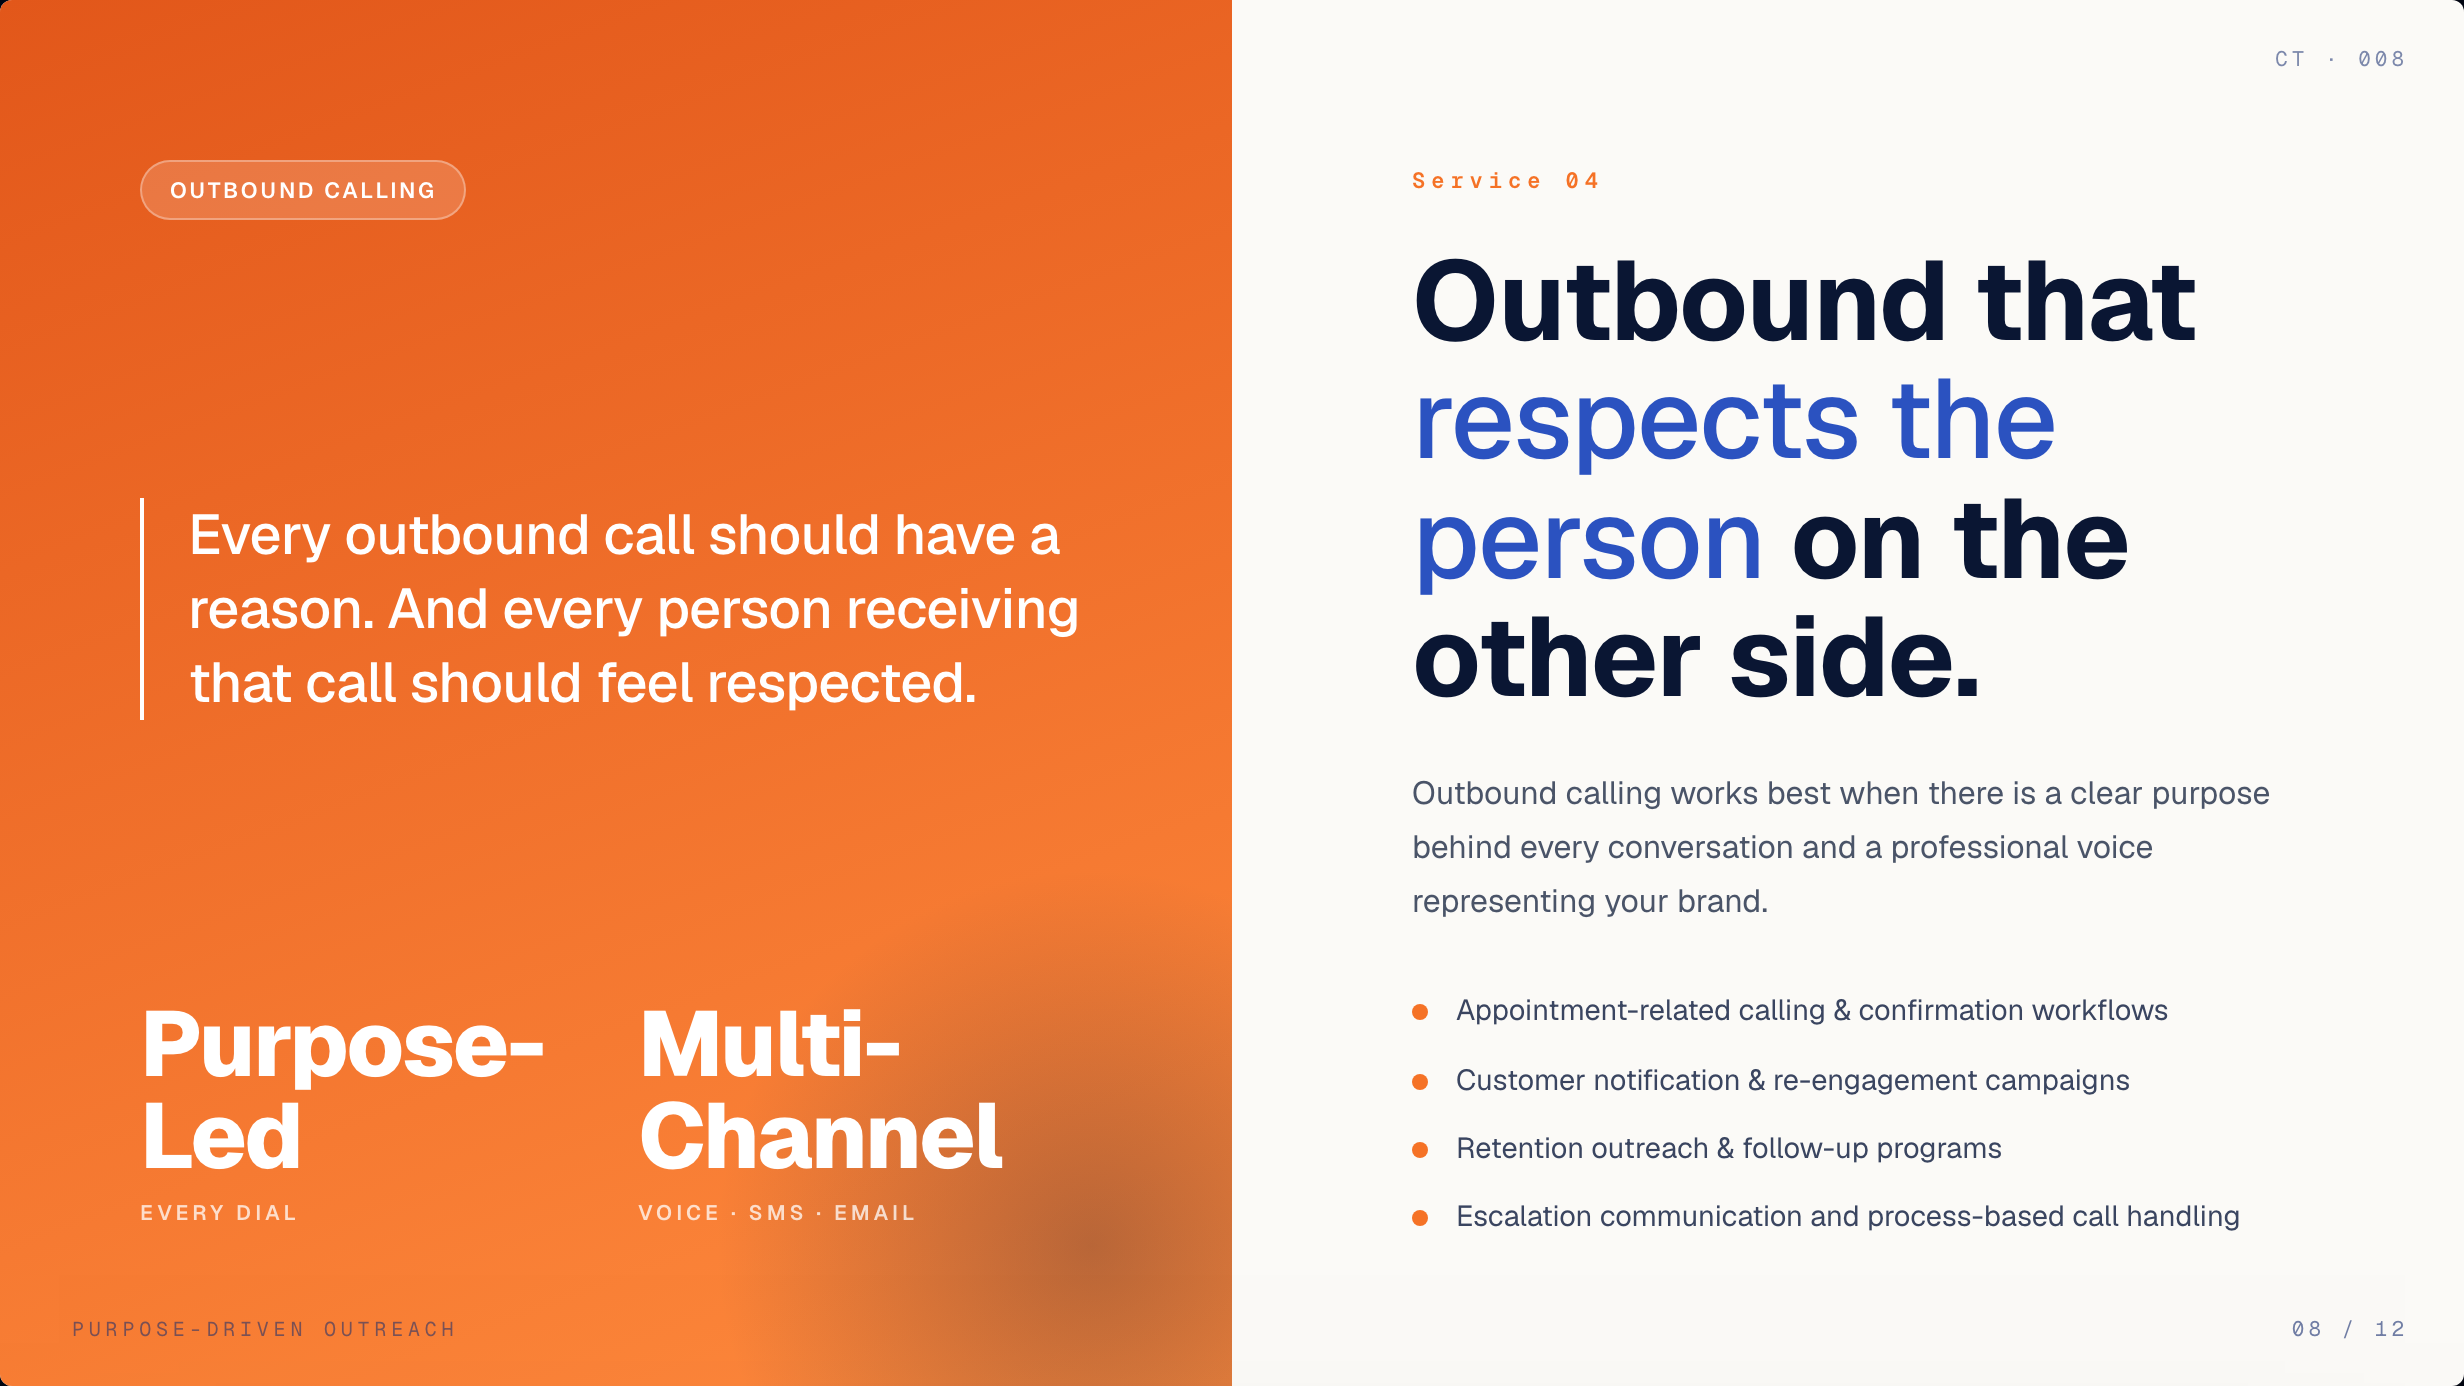 OUTBOUND CALLING
Every outbound call should have a
reason. And every person receiving
that call should feel respected.
Purpose-
Led
EVERY DIAL
Multi-
Channel
VOICE · SMS · EMAIL
PURPOSE-DRIVEN OUTREACH
CT · 008
Service 04
Outbound that
respects the
person on the
other side.
Outbound calling works best when there is a clear purpose
behind every conversation and a professional voice
representing your brand.
Appointment-related calling & confirmation workflows
Customer notification & re-engagement campaigns
Retention outreach & follow-up programs
Escalation communication and process-based call handling
08 / 12